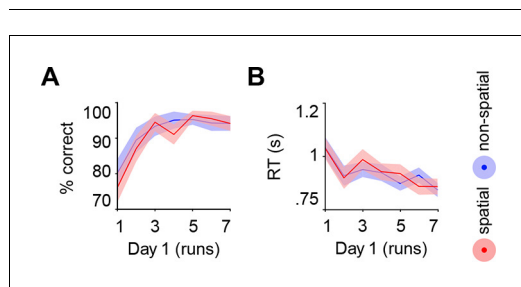 A
B
% correct
100
90
80
70
1 3 5 7
Day 1 (runs)
RT (s)
1.2
1
.75
1 3 5 7
Day 1 (runs)
non-spatial
spatial